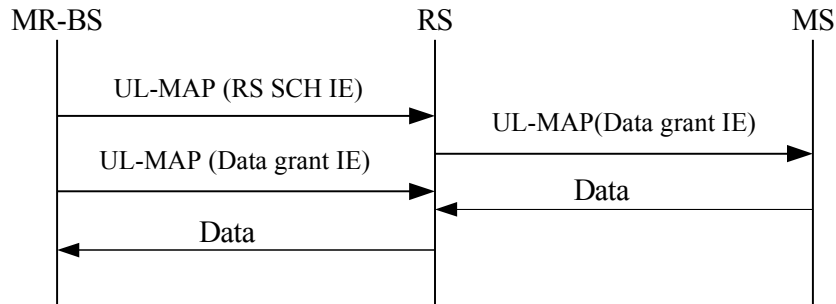 MR-BS RS MS
UL-MAP (RS SCH IE)
UL-MAP(Data grant IE)
UL-MAP (Data grant IE)
Data
Data